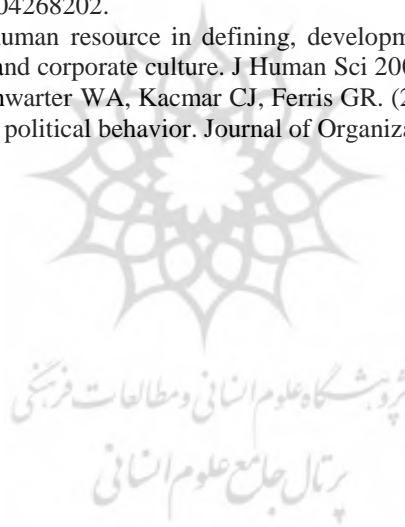 04268202.
human resource in defining, developm
and corporate culture. J Human Sci 200
nwarter WA, Kacmar CJ, Ferris GR. (2
political behavior. Journal of Organiza
پژوهشگاه علوم انسانی و مطالعات فرهنگی
پرتال جامع علوم انسانی